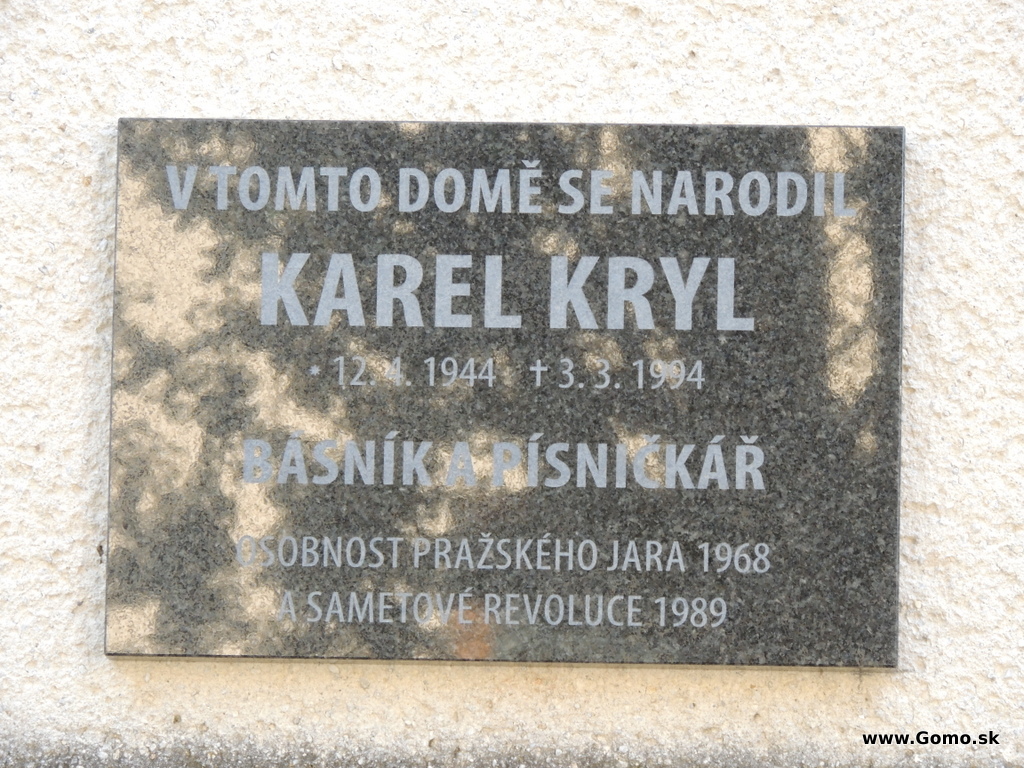 V TOMTO DOMĚ SE NARODIL
KAREL KRYL
* 12. 4. 1944 † 3. 3. 1994
BÁSNÍK A PÍSNIČKÁŘ
OSOBNOST PRAŽSKÉHO JARA 1968
A SAMETOVÉ REVOLUCE 1989
www.Gomo.sk